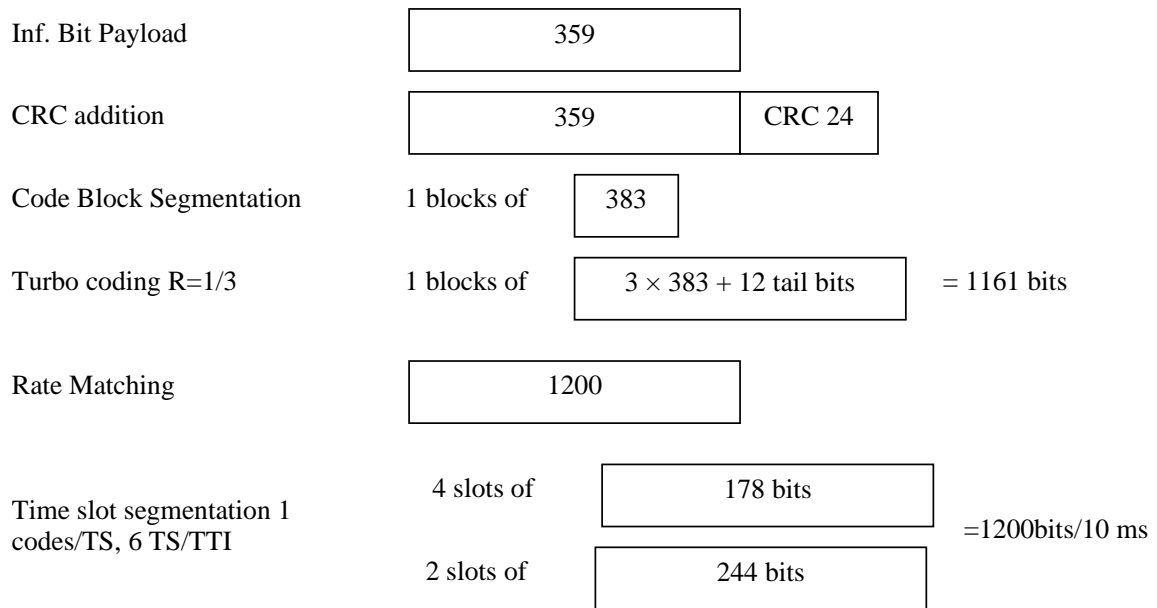 Inf. Bit Payload 359
CRC addition 359 CRC 24
Code Block Segmentation 1 blocks of 383
Turbo coding R=1/3 1 blocks of 3 × 383 + 12 tail bits = 1161 bits
Rate Matching 1200
4 slots of 178 bits
Time slot segmentation 1
codes/TS, 6 TS/TTI
=1200bits/10 ms
2 slots of 244 bits